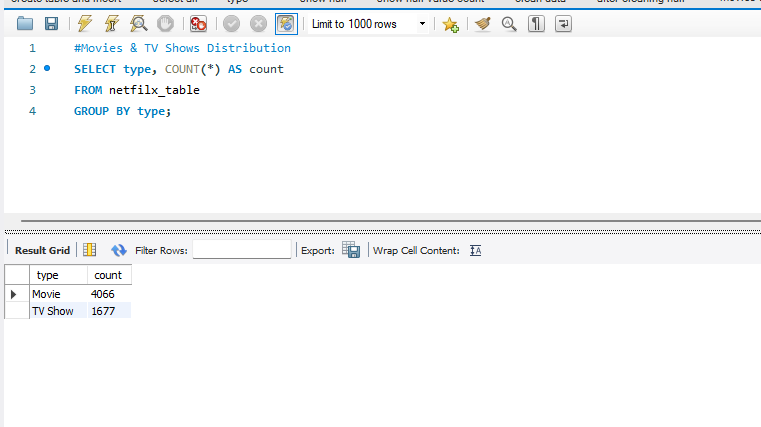 Limit to 1000 rows
1 #Movies & TV Shows Distribution
2 SELECT type, COUNT(*) AS count
3 FROM netfilx_table
4 GROUP BY type;
Result Grid Filter Rows: Export: Wrap Cell Content:
type count
Movie 4066
TV Show 1677